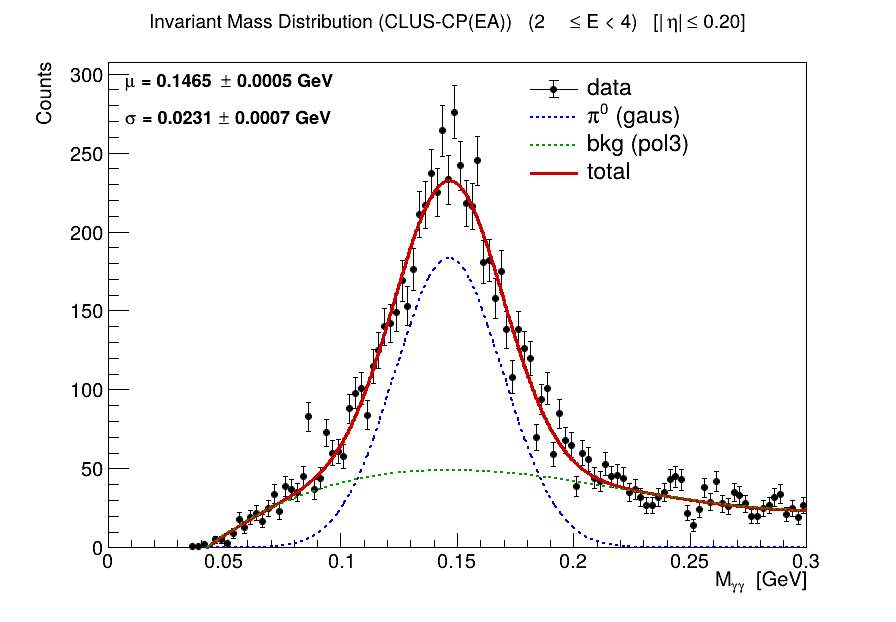 Invariant Mass Distribution (CLUS-CP(EA)) (2 ≤ E < 4) [|η| ≤ 0.20]
Counts
μ = 0.1465 ± 0.0005 GeV
σ = 0.0231 ± 0.0007 GeV
data
π⁰ (gaus)
bkg (pol3)
total
300
250
200
150
100
50
0
0 0.05 0.1 0.15 0.2 0.25 0.3
Mγγ [GeV]